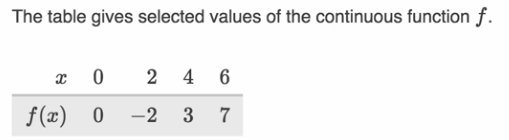 The table gives selected values of the continuous function f.
x 0 2 4 6
f(x) 0 −2 3 7